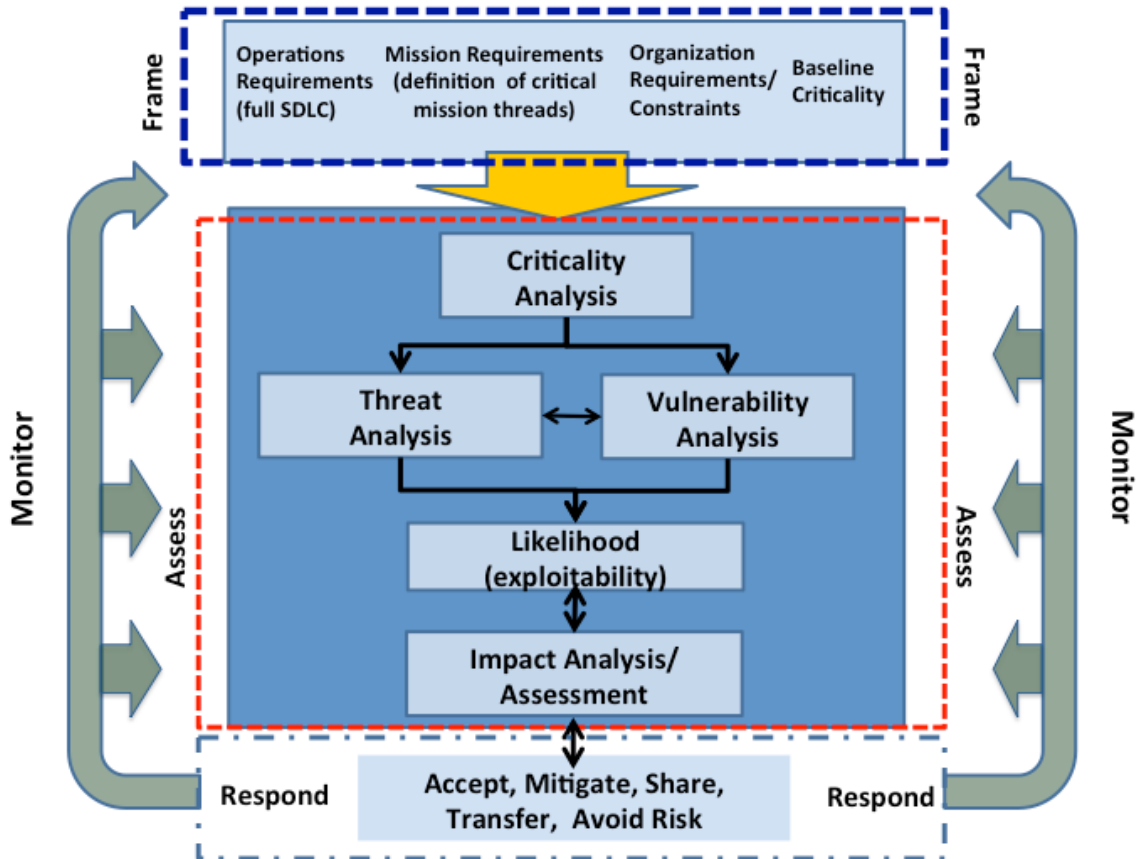 Frame
Operations
Requirements
(full SDLC)
Mission Requirements
(definition of critical
mission threads)
Organization
Requirements/
Constraints
Baseline
Criticality
Frame
Criticality
Analysis
Threat
Analysis
Vulnerability
Analysis
Likelihood
(exploitability)
Impact Analysis/
Assessment
Monitor
Assess
Assess
Monitor
Respond
Accept, Mitigate, Share,
Transfer, Avoid Risk
Respond